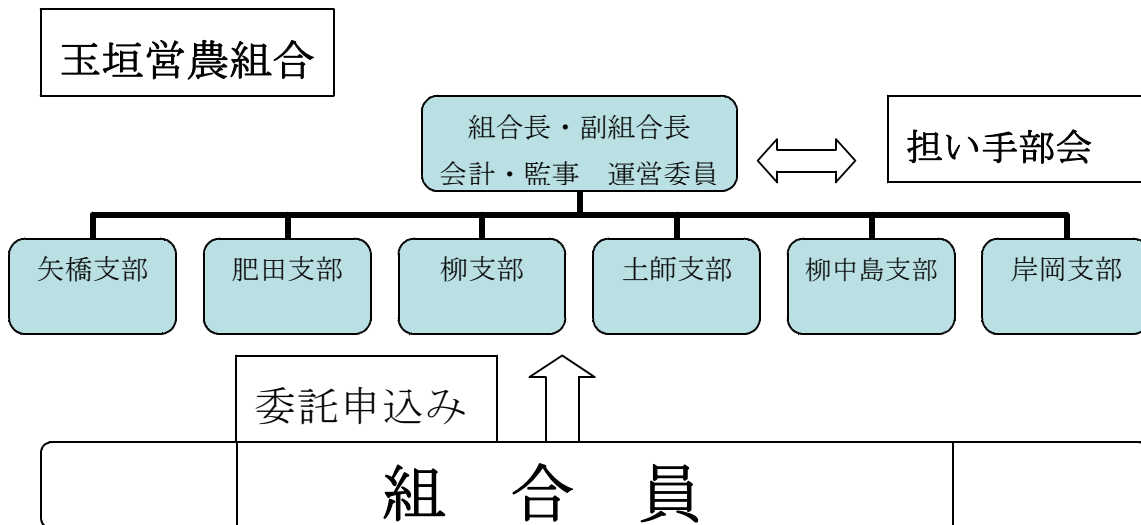 玉垣営農組合
組合長・副組合長
会計・監事　運営委員
担い手部会
矢橋支部
肥田支部
柳支部
土師支部
柳中島支部
岸岡支部
委託申込み
組　合　員